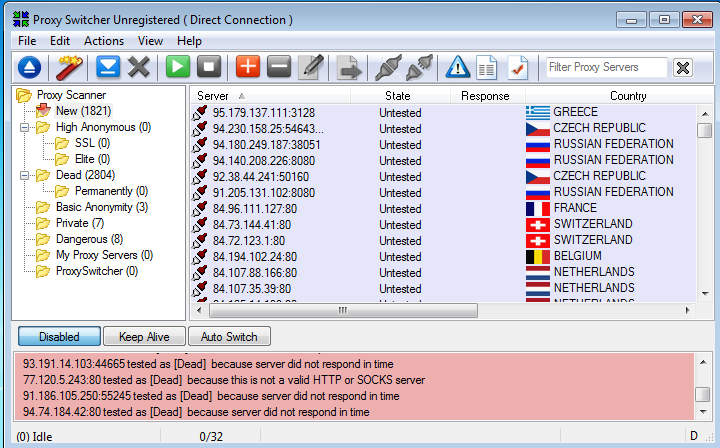 Proxy Switcher Unregistered ( Direct Connection )
File Edit Actions View Help
Filter Proxy Servers
Proxy Scanner
New (1821)
High Anonymous (0)
SSL (0)
Elite (0)
Dead (2804)
Permanently (0)
Basic Anonymity (3)
Private (7)
Dangerous (8)
My Proxy Servers (0)
ProxySwitcher (0)
Server State Response Country
95.179.137.111:3128 Untested GREECE
94.230.158.25:54643... Untested CZECH REPUBLIC
94.180.249.187:38051 Untested RUSSIAN FEDERATION
94.140.208.226:8080 Untested RUSSIAN FEDERATION
92.38.44.241:50160 Untested CZECH REPUBLIC
91.205.131.102:8080 Untested RUSSIAN FEDERATION
84.96.111.127:80 Untested FRANCE
84.73.144.41:80 Untested SWITZERLAND
84.72.123.1:80 Untested SWITZERLAND
84.194.102.24:80 Untested BELGIUM
84.107.88.166:80 Untested NETHERLANDS
84.107.35.39:80 Untested NETHERLANDS
Untested NETHERLANDS
Disabled Keep Alive Auto Switch
93.191.14.103:44665 tested as [Dead] because server did not respond in time
77.120.5.243:80 tested as [Dead] because this is not a valid HTTP or SOCKS server
91.186.105.250:55245 tested as [Dead] because server did not respond in time
94.74.184.42:80 tested as [Dead] because server did not respond in time
(0) Idle 0/32 D